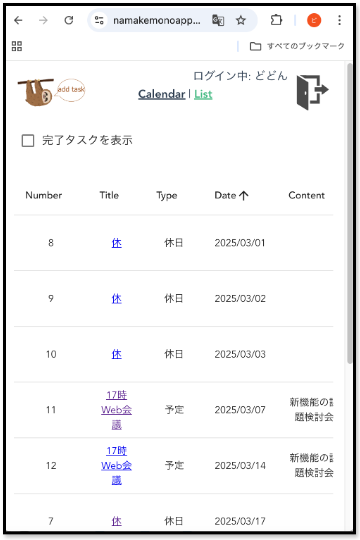 namakemonoapp...
ビ
すべてのブックマーク
add task
ログイン中: どどん
Calendar | List
完了タスクを表示
Number Title Type Date Content
8 休 休日 2025/03/01
9 休 休日 2025/03/02
10 休 休日 2025/03/03
11 17時Web会議 予定 2025/03/07 新機能の
題検討会
12 17時Web会議 予定 2025/03/14 新機能の
題検討会
7 休 休日 2025/03/17